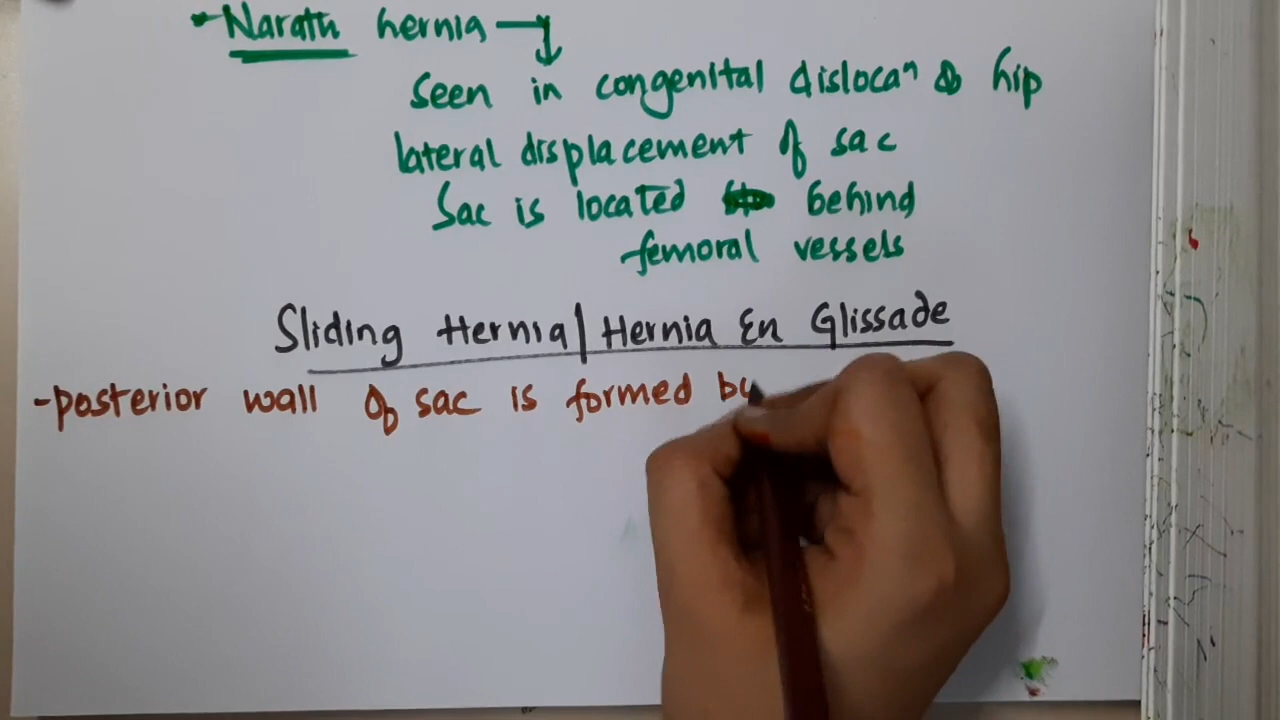 Narath hernia
Seen in congenital dislocaⁿ of hip
lateral displacement of sac
Sac is located behind
femoral vessels
Sliding Hernia | Hernia En Glissade
-posterior wall of sac is formed by